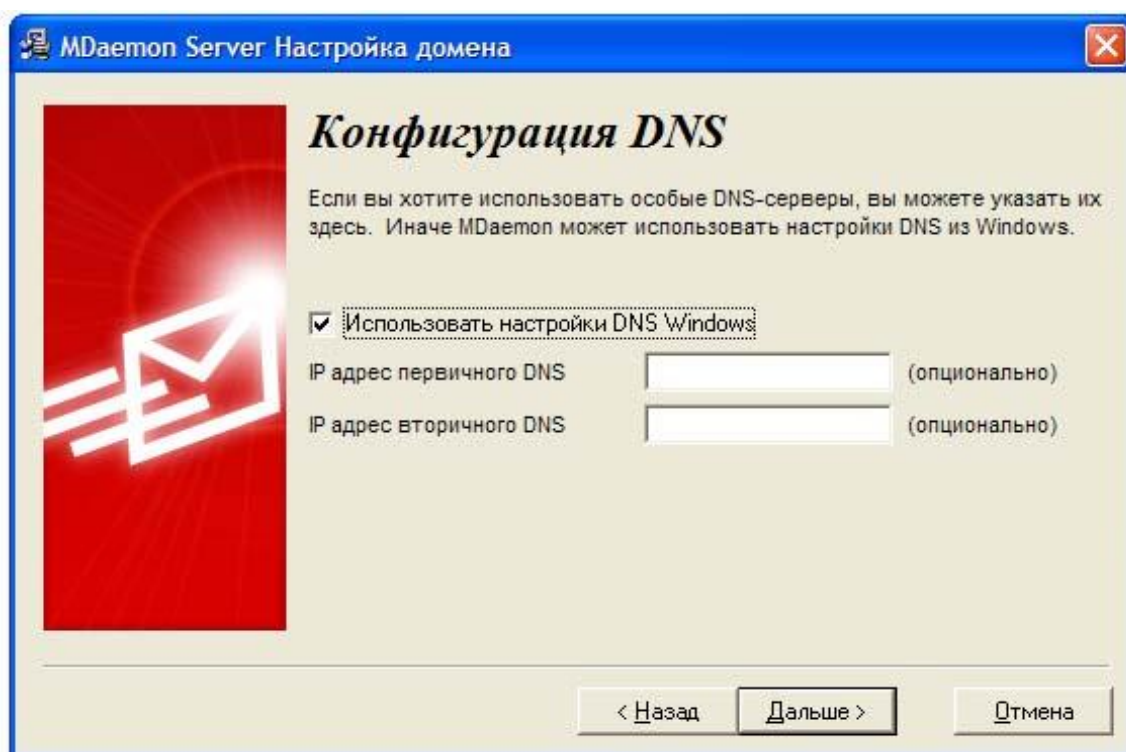 MDaemon Server Настройка домена
Конфигурация DNS
Если вы хотите использовать особые DNS-серверы, вы можете указать их
здесь. Иначе MDaemon может использовать настройки DNS из Windows.
Использовать настройки DNS Windows
IP адрес первичного DNS (опционально)
IP адрес вторичного DNS (опционально)
< Назад Дальше > Отмена